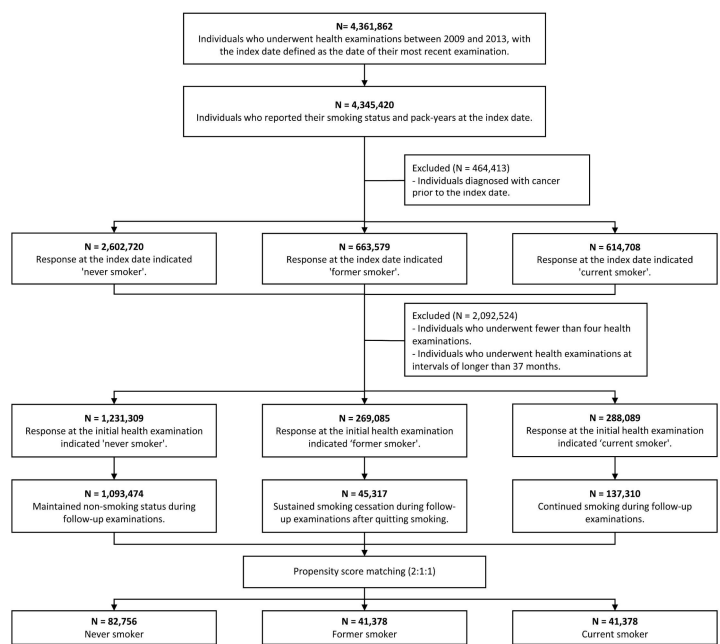 N= 4,361,862
Individuals who underwent health examinations between 2009 and 2013, with
the index date defined as the date of their most recent examination.
N = 4,345,420
Individuals who reported their smoking status and pack-years at the index date.
Excluded (N = 464,413)
- Individuals diagnosed with cancer
prior to the index date.
N = 2,602,720
Response at the index date indicated
'never smoker'.
N = 663,579
Response at the index date indicated
'former smoker'.
N = 614,708
Response at the index date indicated
'current smoker'.
Excluded (N = 2,092,524)
- Individuals who underwent fewer than four health
examinations.
- Individuals who underwent health examinations at
intervals of longer than 37 months.
N = 1,231,309
Response at the initial health examination
indicated 'never smoker'.
N = 269,085
Response at the initial health examination
indicated 'former smoker'.
N = 288,089
Response at the initial health examination
indicated 'current smoker'.
N = 1,093,474
Maintained non-smoking status during
follow-up examinations.
N = 45,317
Sustained smoking cessation during follow-
up examinations after quitting smoking.
N = 137,310
Continued smoking during follow-up
examinations.
Propensity score matching (2:1:1)
N = 82,756
Never smoker
N = 41,378
Former smoker
N = 41,378
Current smoker